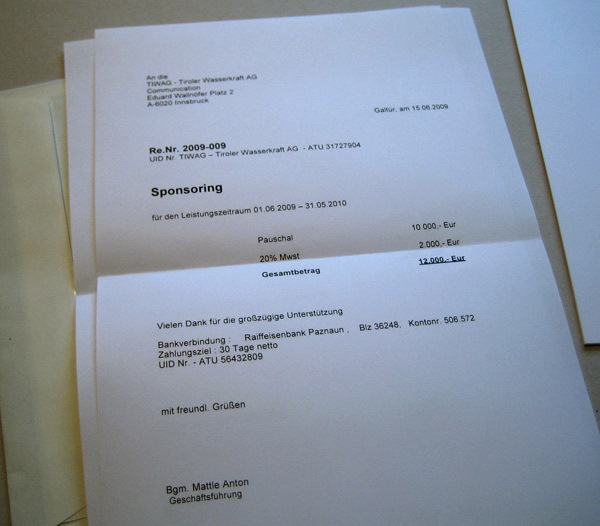 An die
TIWAG - Tiroler Wasserkraft AG
Communication
Eduard Wallnöfer Platz 2
A-6020 Innsbruck
Galtür, am 15.06.2009
Re.Nr. 2009-009
UID Nr TIWAG – Tiroler Wasserkraft AG - ATU 31727904
Sponsoring
für den Leistungszeitraum 01.06.2009 – 31.05.2010
Pauschal 10.000,- Eur
20% Mwst 2.000,- Eur
Gesamtbetrag 12.000,- Eur
Vielen Dank für die großzügige Unterstützung
Bankverbindung : Raiffeisenbank Paznaun , Blz 36248, Kontonr. 506.572
Zahlungsziel : 30 Tage netto
UID Nr. - ATU 56432809
mit freundl. Grüßen
Bgm. Mattle Anton
Geschäftsführung